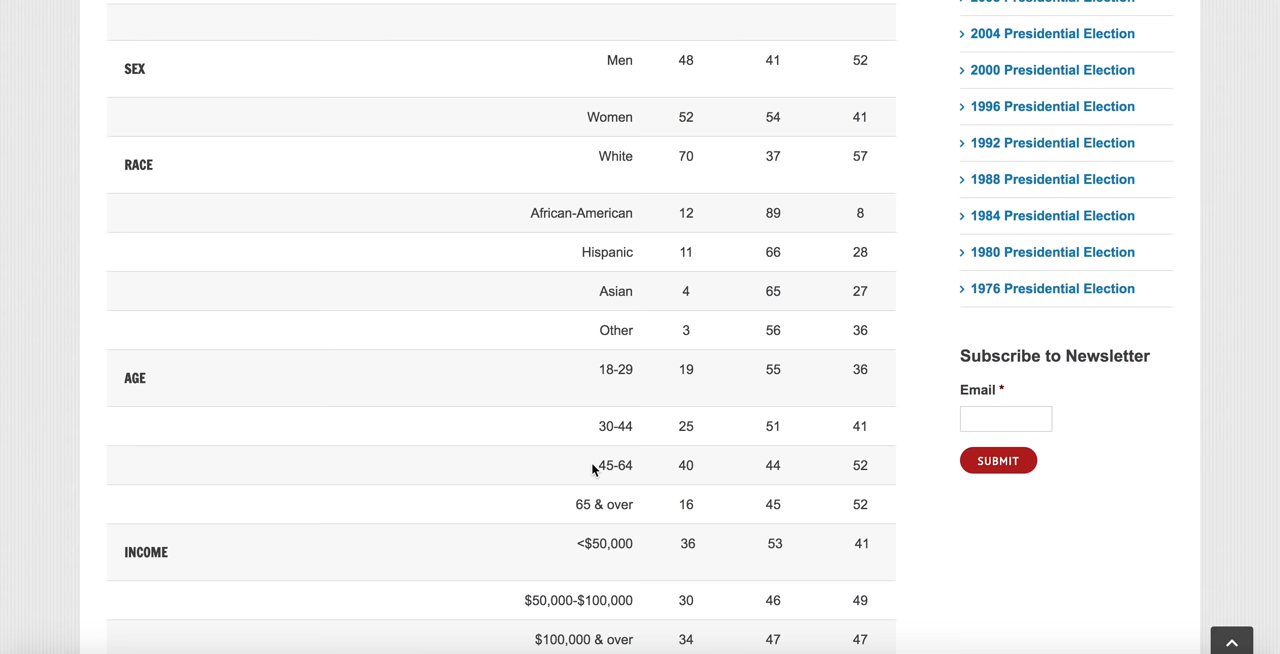 2004 Presidential Election
SEX Men 48 41 52
2000 Presidential Election
1996 Presidential Election
Women 52 54 41
1992 Presidential Election
RACE White 70 37 57
1988 Presidential Election
African-American 12 89 8
1984 Presidential Election
Hispanic 11 66 28
1980 Presidential Election
Asian 4 65 27
1976 Presidential Election
Other 3 56 36
Subscribe to Newsletter
AGE 18-29 19 55 36
Email *
30-44 25 51 41
45-64 40 44 52
SUBMIT
65 & over 16 45 52
INCOME <$50,000 36 53 41
$50,000-$100,000 30 46 49
$100,000 & over 34 47 47